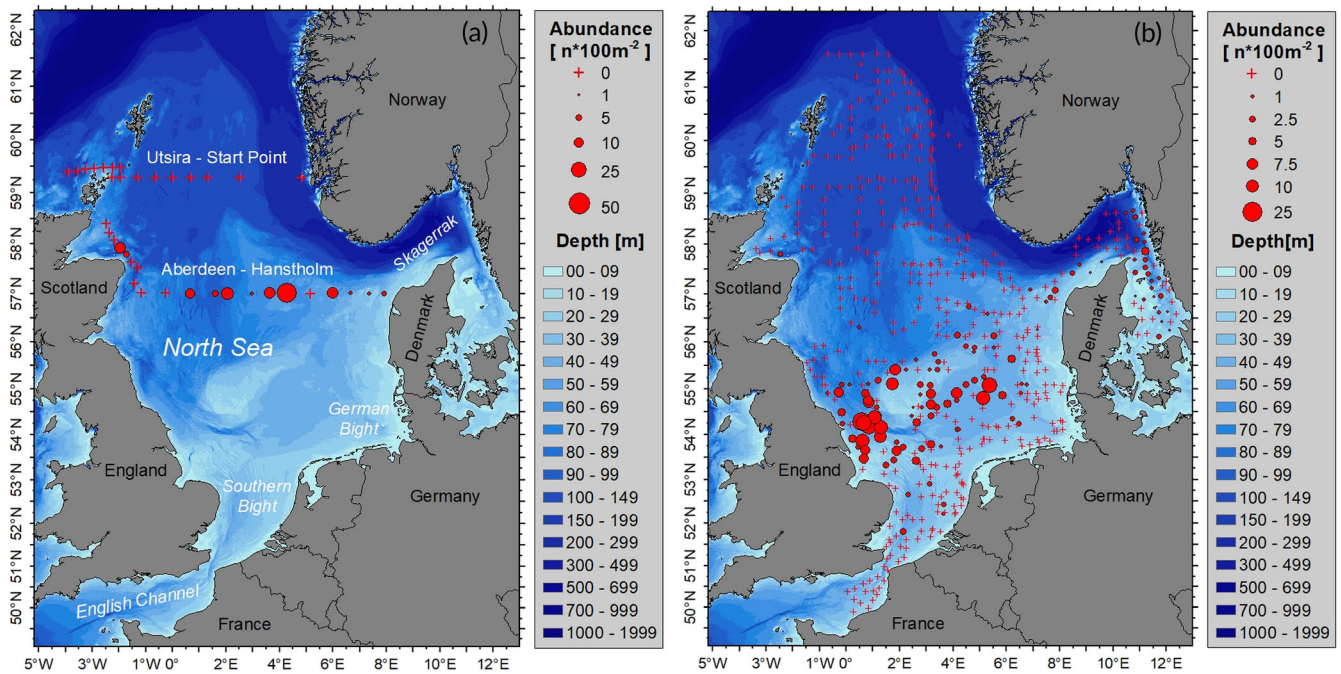 (a)
62°N
61°N
60°N
59°N
58°N
57°N
56°N
55°N
54°N
53°N
52°N
51°N
50°N
Norway
Utsira - Start Point
Skagerrak
Aberdeen - Hanstholm
Scotland
Denmark
North Sea
German
Bight
England
Southern
Bight
Germany
English Channel
France
5°W 3°W 1°W 0° 2°E 4°E 6°E 8°E 10°E 12°E
Abundance
[ n*100m-2 ]
0
1
5
10
25
50
Depth [m]
00 - 09
10 - 19
20 - 29
30 - 39
40 - 49
50 - 59
60 - 69
70 - 79
80 - 89
90 - 99
100 - 149
150 - 199
200 - 299
300 - 499
500 - 699
700 - 999
1000 - 1999
(b)
62°N
61°N
60°N
59°N
58°N
57°N
56°N
55°N
54°N
53°N
52°N
51°N
50°N
Norway
Skagerrak
Scotland
Denmark
England
Germany
France
5°W 3°W 1°W 0° 2°E 4°E 6°E 8°E 10°E 12°E
Abundance
[ n*100m-2 ]
0
1
2.5
5
7.5
10
25
Depth[m]
00 - 09
10 - 19
20 - 29
30 - 39
40 - 49
50 - 59
60 - 69
70 - 79
80 - 89
90 - 99
100 - 149
150 - 199
200 - 299
300 - 499
500 - 699
700 - 999
1000 - 1999